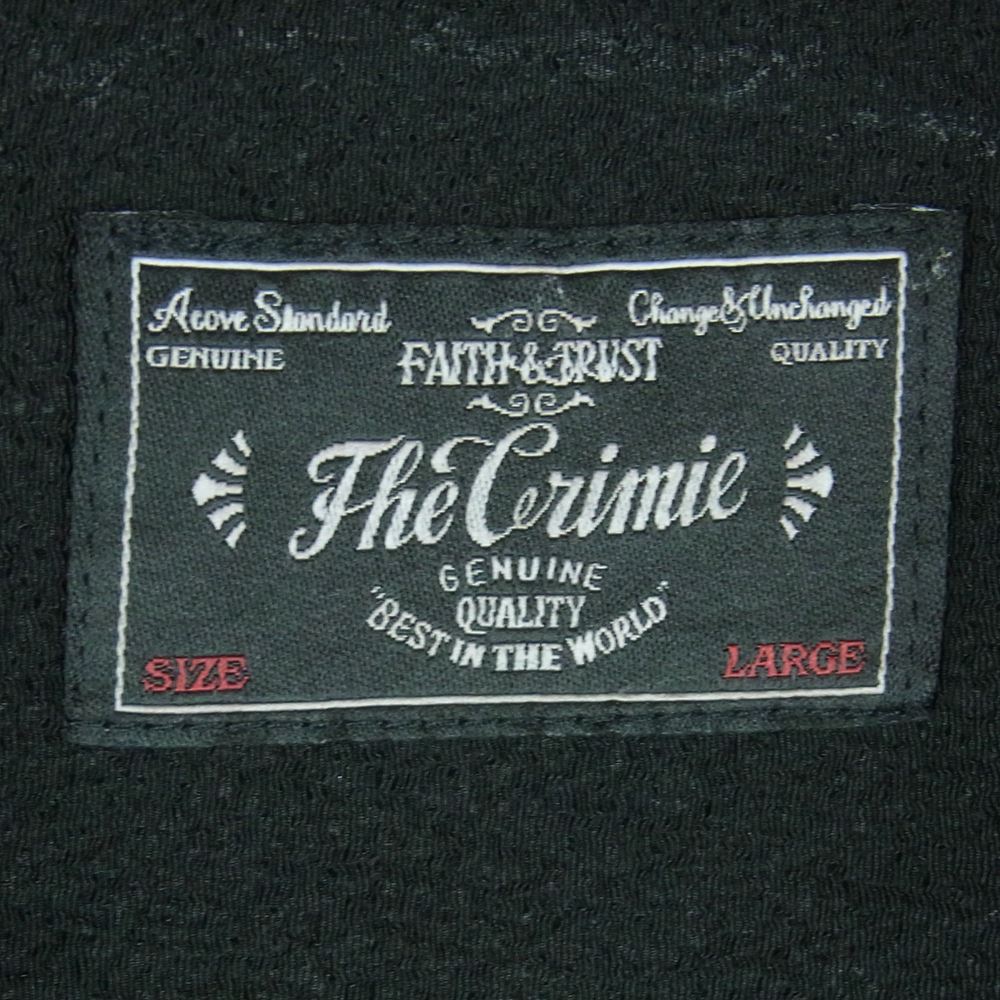 Above Standard
GENUINE
FAITH & TRUST
Change & Unchanged
QUALITY
The Crimie
GENUINE
QUALITY
"BEST IN THE WORLD"
SIZE
LARGE